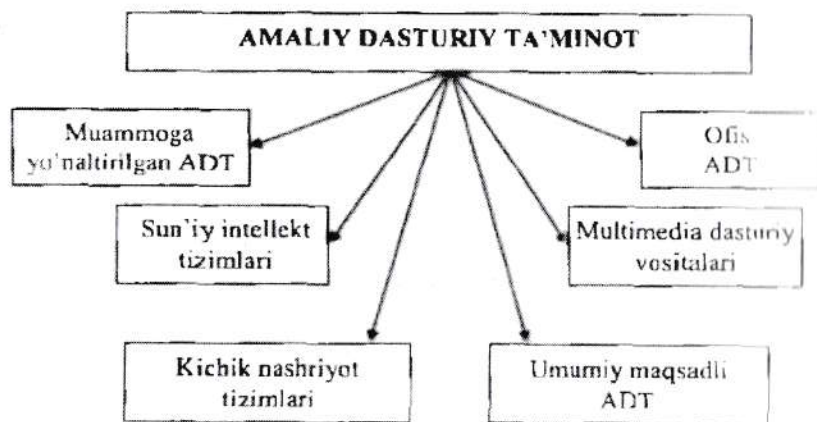 AMALIY DASTURIY TA’MINOT
Muammoga
yo’naltirilgan ADT
Ofis
ADT
Sun’iy intellekt
tizimlari
Multimedia dasturiy
vositalari
Kichik nashriyot
tizimlari
Umumiy maqsadli
ADT